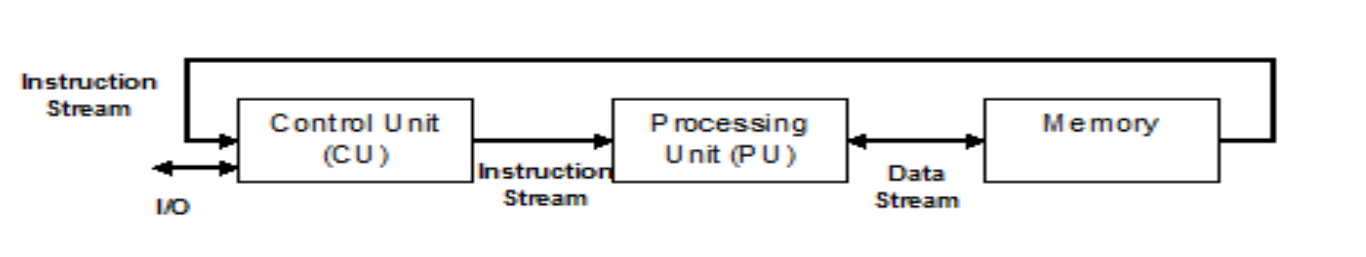 Instruction
Stream
Control Unit
(CU)
I/O
Instruction
Stream
Processing
Unit (PU)
Data
Stream
Memory